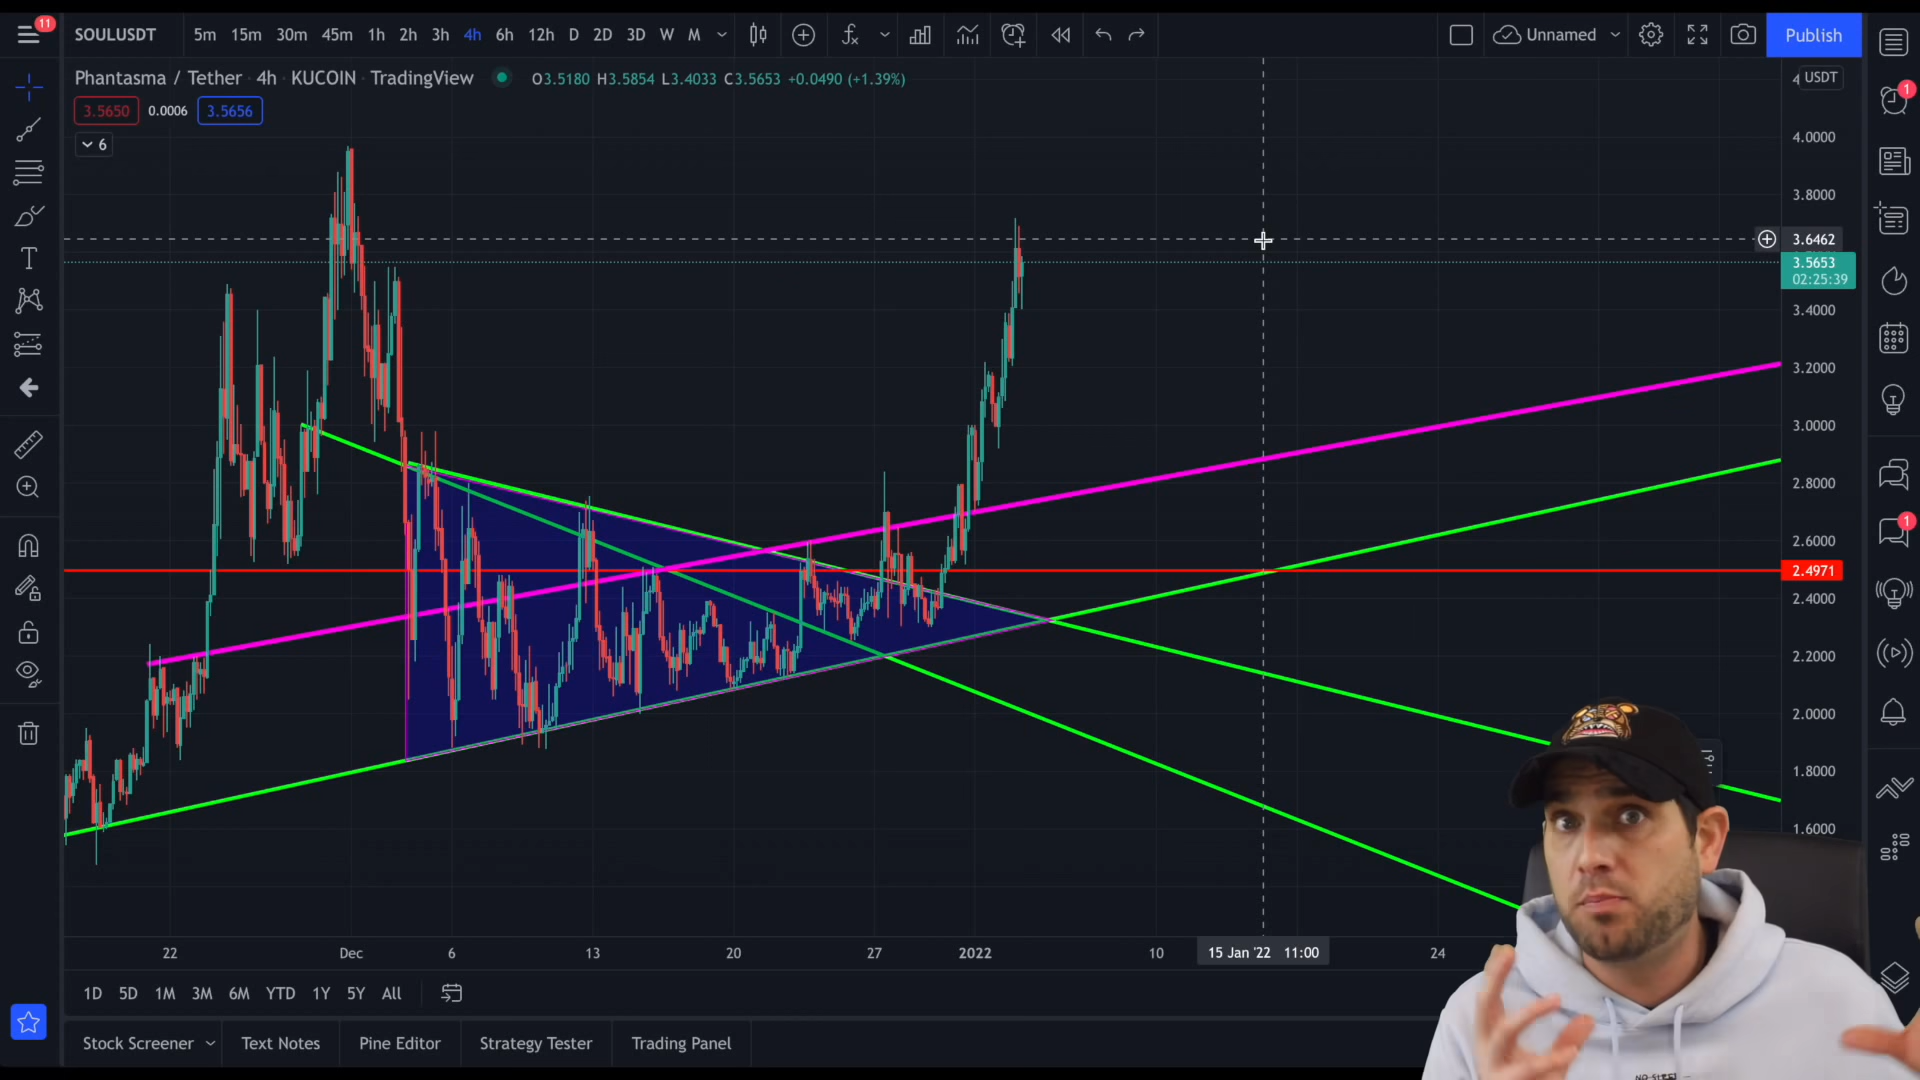 11
SOULUSDT 5m 15m 30m 45m 1h 2h 3h 4h 6h 12h D 2D 3D W M Unnamed Publish
Phantasma / Tether · 4h · KUCOIN · TradingView O3.5180 H3.5854 L3.4033 C3.5653 +0.0490 (+1.39%)
USDT
3.5650 0.0006 3.5656
1
6
4.0000
3.8000
3.6462
3.5653
02:25:39
3.4000
3.2000
3.0000
2.8000
1
2.6000
2.4971
2.4000
2.2000
2.0000
1.8000
1.6000
22 Dec 6 13 20 27 2022 10 15 Jan '22 11:00 24
1D 5D 1M 3M 6M YTD 1Y 5Y All
Stock Screener Text Notes Pine Editor Strategy Tester Trading Panel